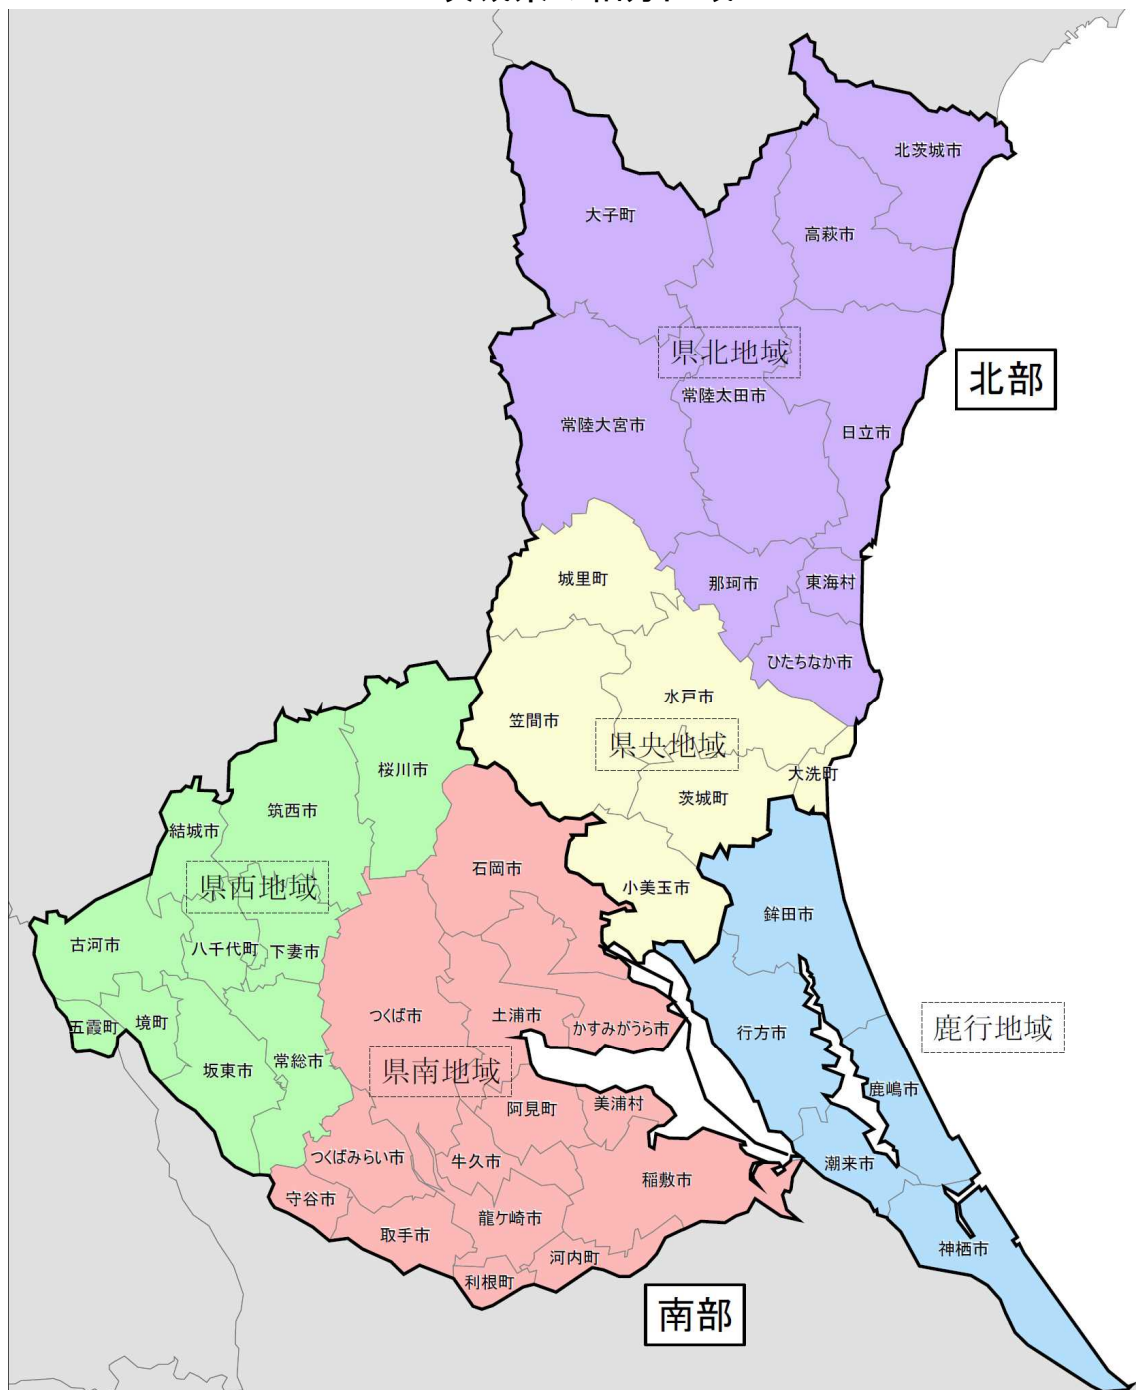 北茨城市
大子町
高萩市
県北地域
北部
常陸太田市
常陸大宮市
日立市
城里町
那珂市
東海村
ひたちなか市
水戸市
笠間市
県央地域
大洗町
桜川市
茨城町
筑西市
結城市
石岡市
県西地域
小美玉市
鉾田市
古河市
八千代町
下妻市
つくば市
土浦市
かすみがうら市
五霞町
境町
行方市
鹿行地域
坂東市
常総市
県南地域
鹿嶋市
阿見町
美浦村
つくばみらい市
牛久市
稲敷市
潮来市
守谷市
取手市
龍ケ崎市
神栖市
河内町
利根町
南部